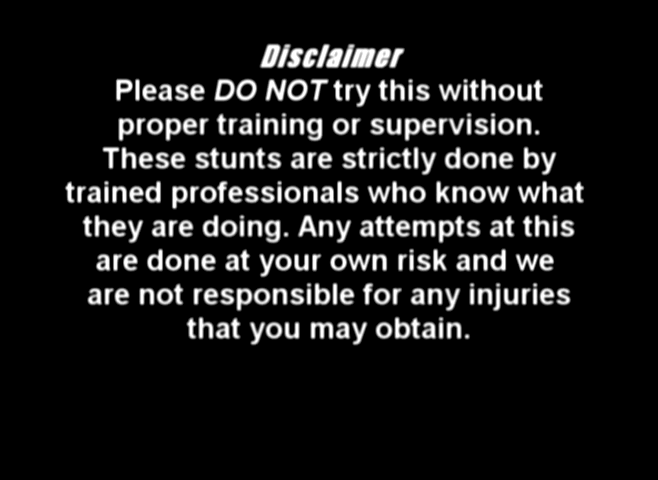 Disclaimer
Please DO NOT try this without
proper training or supervision.
These stunts are strictly done by
trained professionals who know what
they are doing. Any attempts at this
are done at your own risk and we
are not responsible for any injuries
that you may obtain.